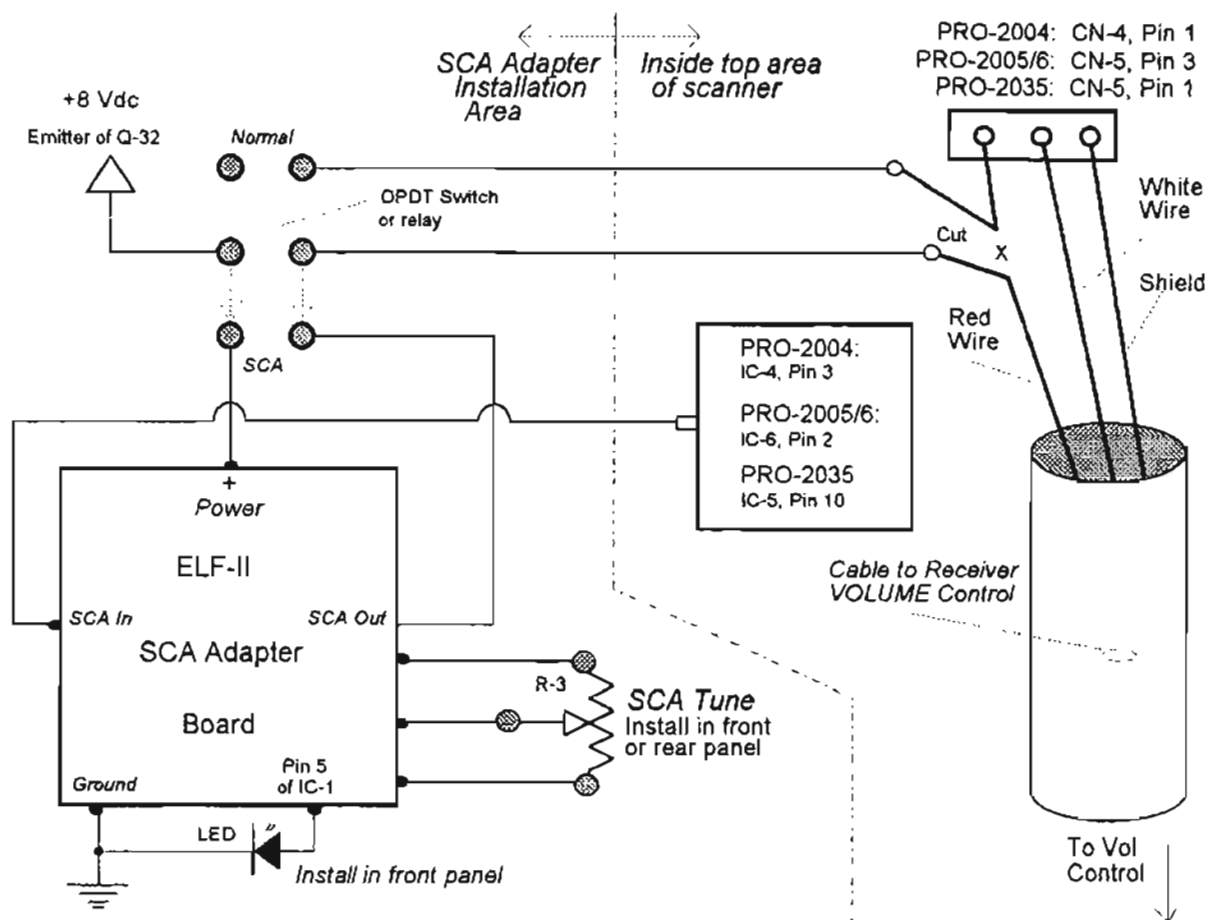 PRO-2004: CN-4, Pin 1
PRO-2005/6: CN-5, Pin 3
PRO-2035: CN-5, Pin 1
SCA Adapter
Installation
Area
Inside top area
of scanner
+8 Vdc
Emitter of Q-32
Normal
OPDT Switch
or relay
Cut
X
White
Wire
Shield
Red
Wire
SCA
PRO-2004:
IC-4, Pin 3
PRO-2005/6:
IC-6, Pin 2
PRO-2035
IC-5, Pin 10
+
Power
ELF-II
SCA In
SCA Out
SCA Adapter
Board
R-3
SCA Tune
Install in front
or rear panel
Cable to Receiver
VOLUME Control
Pin 5
of IC-1
Ground
LED
Install in front panel
To Vol
Control